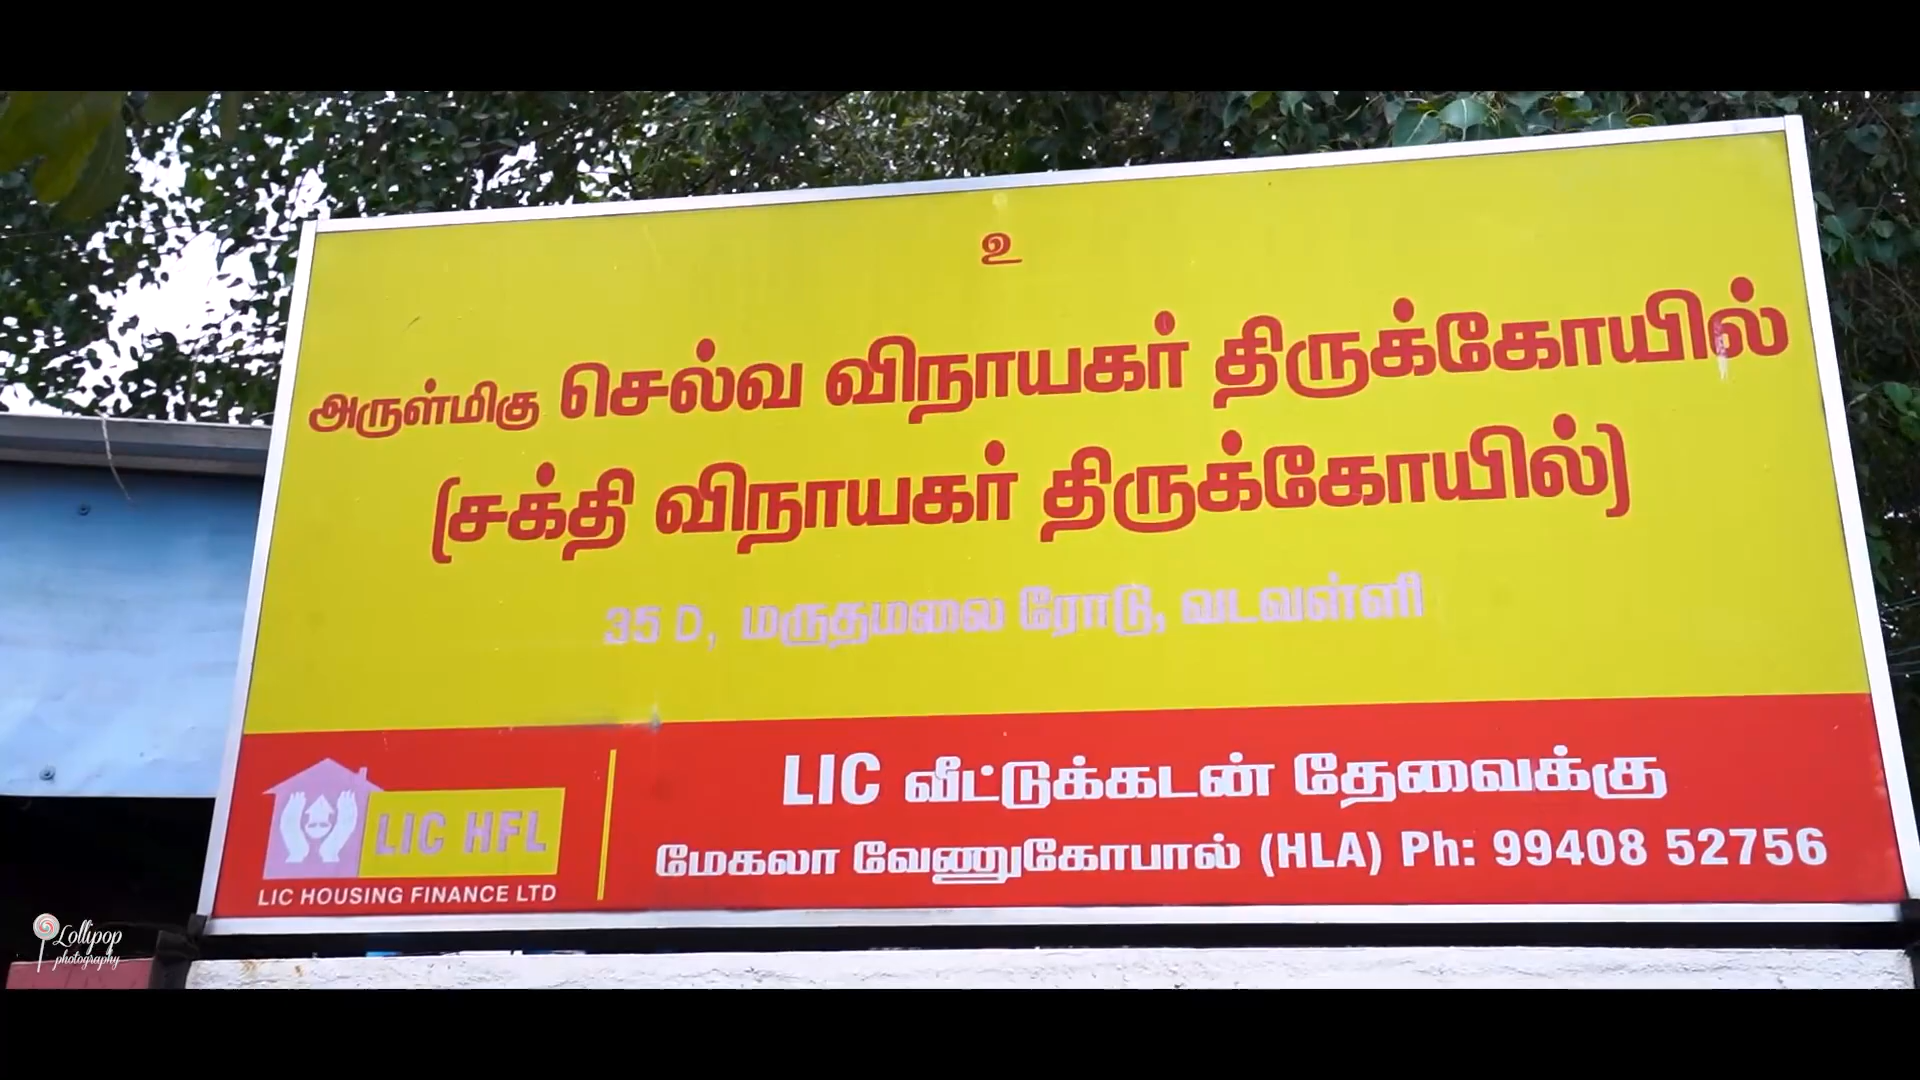 உ
அருள்மிகு செல்வ விநாயகர் திருக்கோயில்
(சக்தி விநாயகர் திருக்கோயில்)
35 D, மருதமலை ரோடு, வடவள்ளி
LIC HFL
LIC HOUSING FINANCE LTD
LIC வீட்டுக்கடன் தேவைக்கு
மேகலா வேணுகோபால் (HLA) Ph: 99408 52756
Lollipop
photography